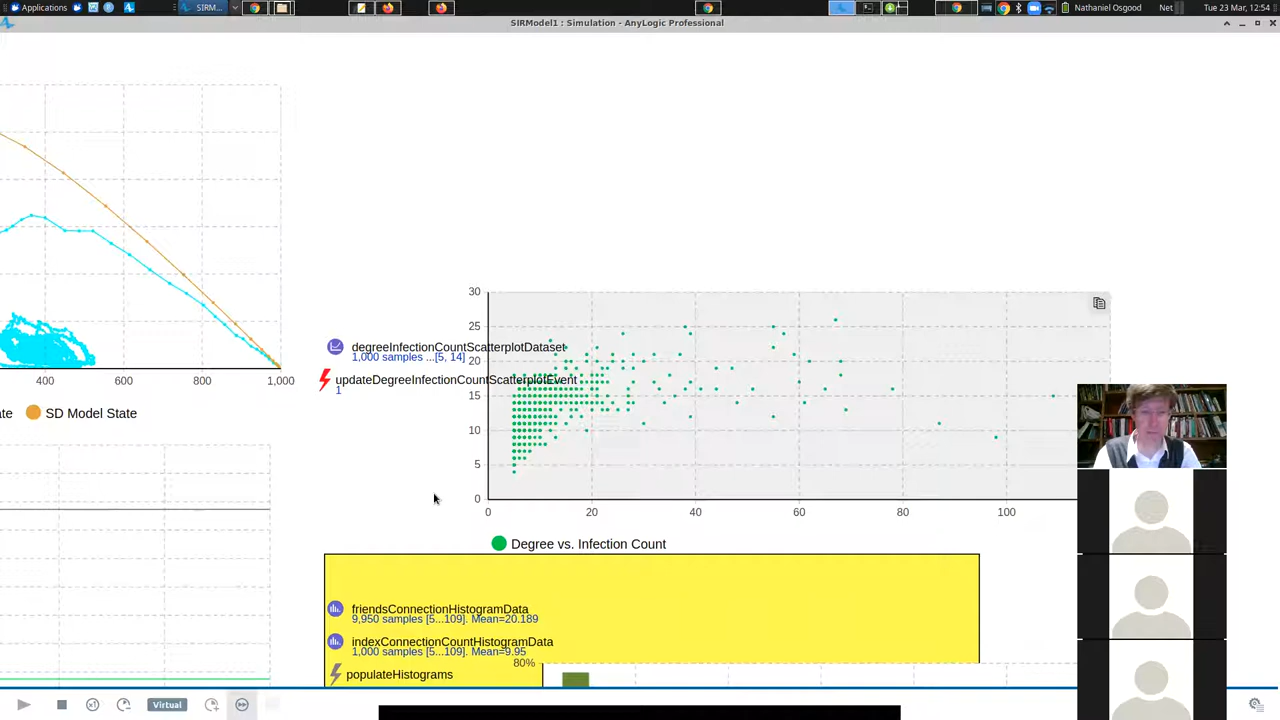 Applications
SIRM...
Nathaniel Osgood
Net
Tue 23 Mar, 12:54
SIRModel1 : Simulation - AnyLogic Professional
400
600
800
1,000
SD Model State
degreeInfectionCountScatterplotDataset
1,000 samples ...[5, 14]
updateDegreeInfectionCountScatterplotEvent
1
30
25
20
15
10
5
0
0
20
40
60
80
100
Degree vs. Infection Count
friendsConnectionHistogramData
9,950 samples [5...109]. Mean=20.189
indexConnectionCountHistogramData
1,000 samples [5...109]. Mean=9.95
80%
populateHistograms
x1
Virtual